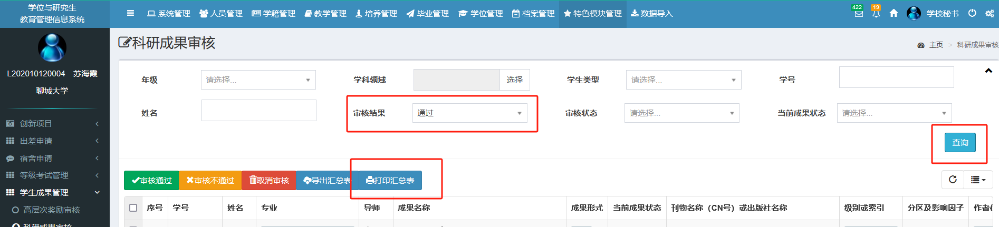 学位与研究生
教育管理信息系统
系统管理 人员管理 学籍管理 教学管理 培养管理 毕业管理 学位管理 档案管理 特色模块管理 数据导入
422 19 学校秘书
L202010120004 苏海霞
聊城大学
创新项目
出差申请
宿舍申请
等级考试管理
学生成果管理
高层次奖励审核
科研成果审核
科研成果审核
主页 > 科研成果审核
年级 请选择... 学科领域 选择 学生类型 请选择... 学号
姓名 审核结果 通过 审核状态 请选择... 当前成果状态 请选择...
查询
审核通过 审核不通过 取消审核 导出汇总表 打印汇总表
序号 学号 姓名 专业 导师 成果名称 成果形式 当前成果状态 刊物名称（CN号）或出版社名称 级别或索引 分区及影响因子 作者